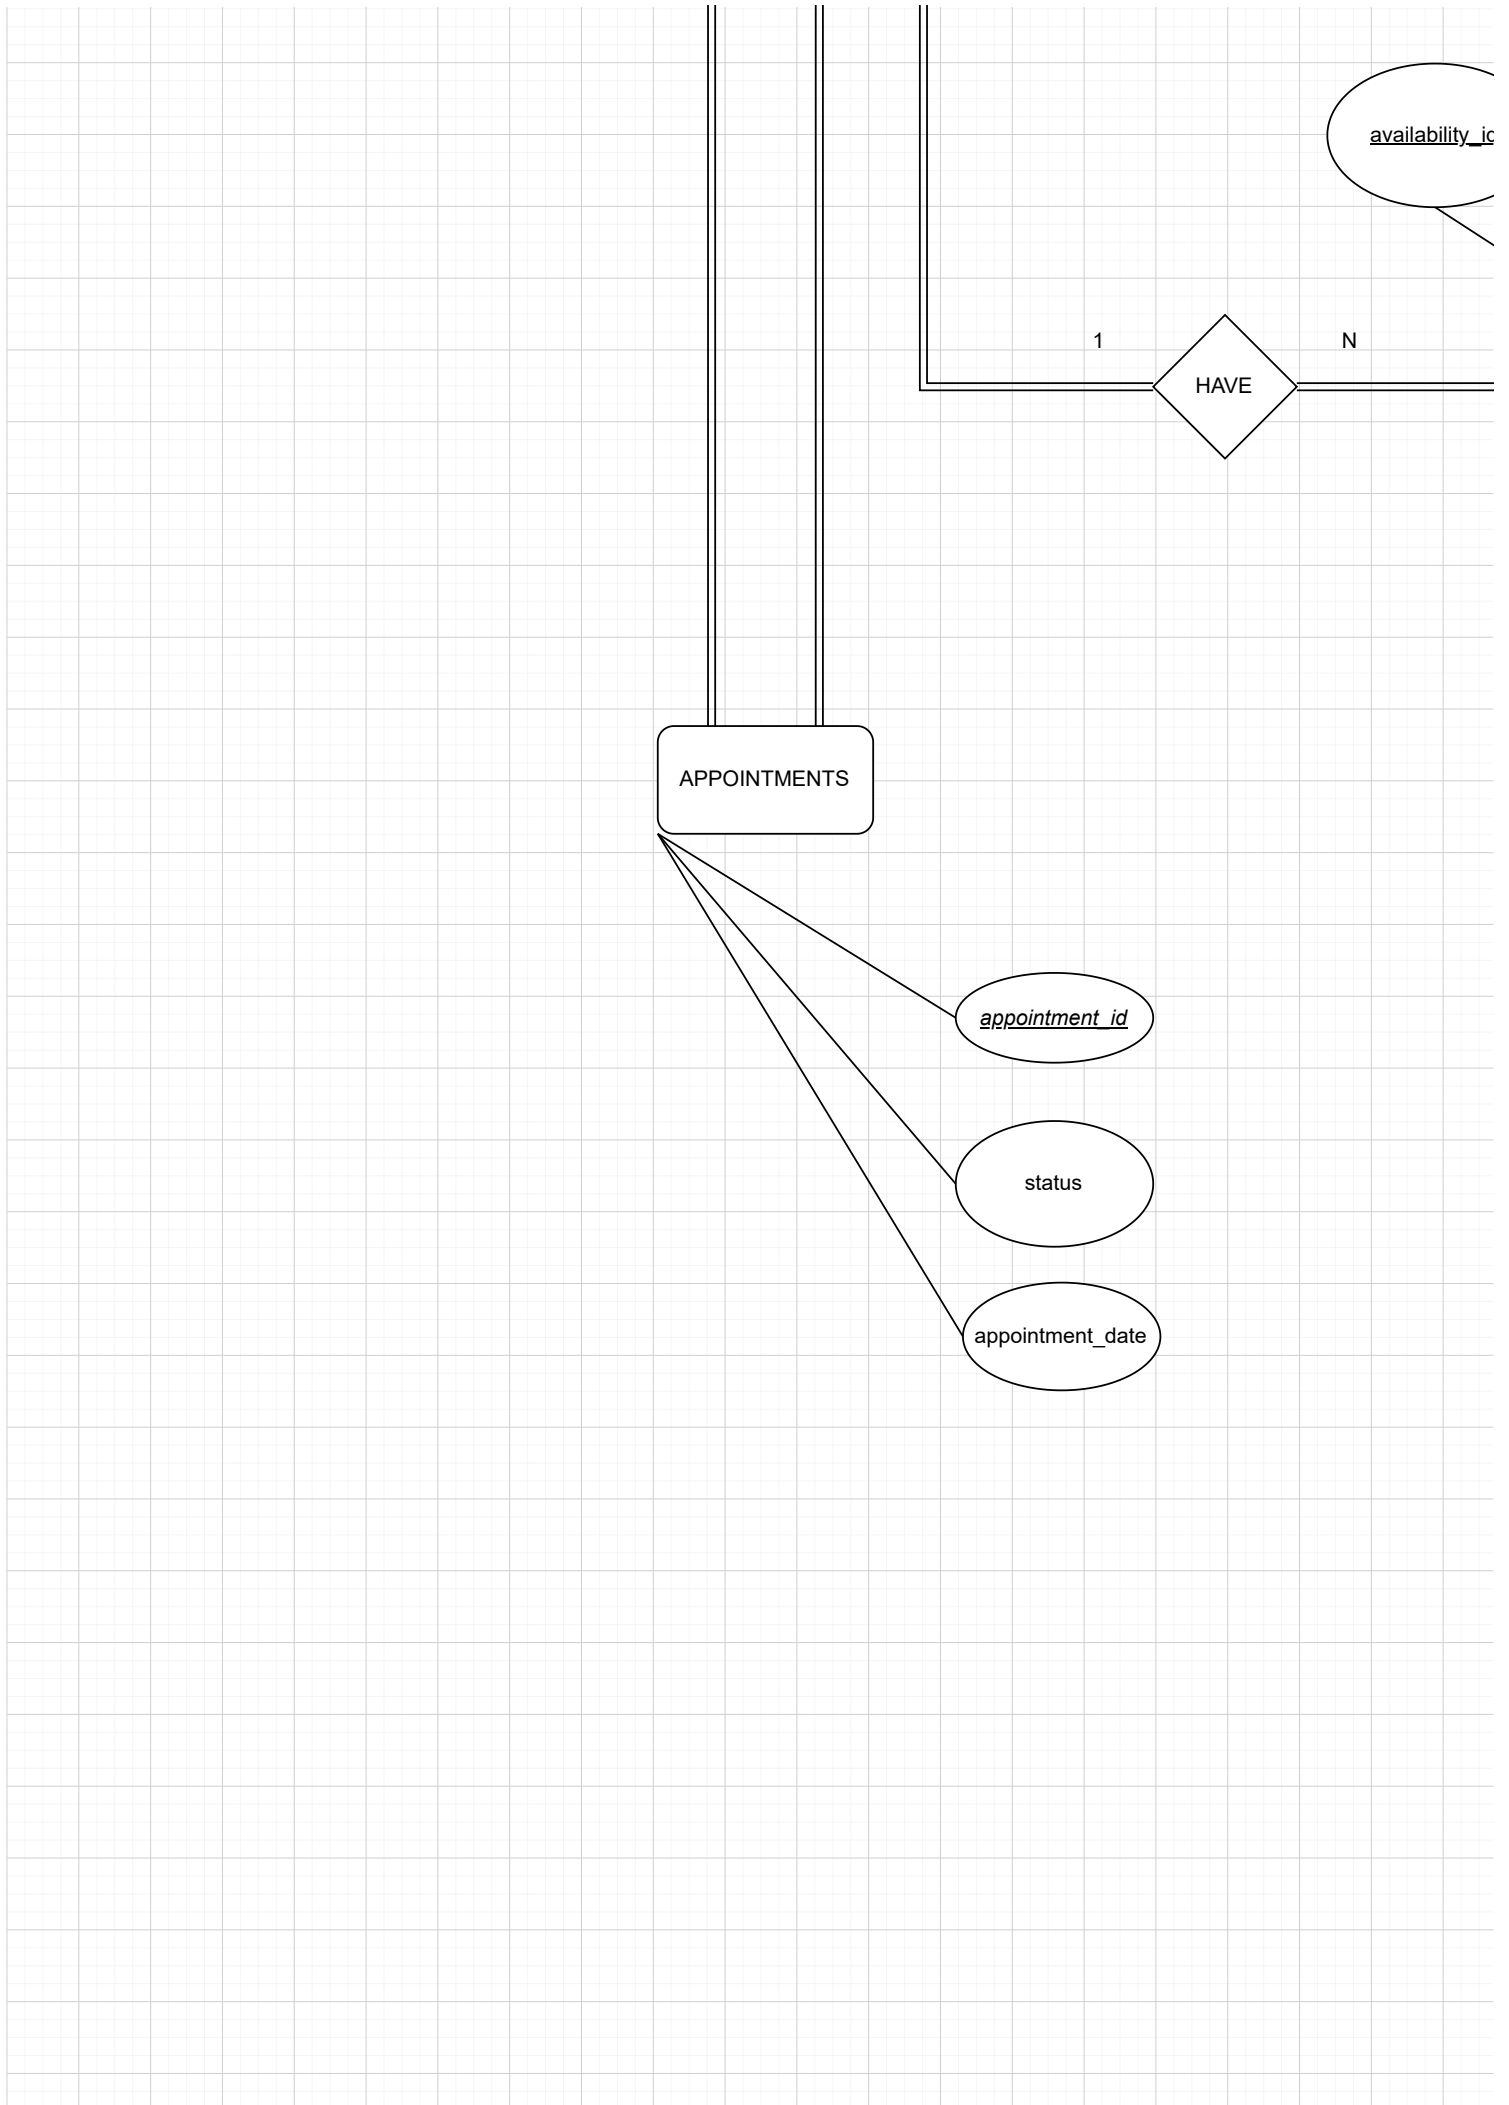 availability_id
1
N
HAVE
APPOINTMENTS
appointment_id
status
appointment_date